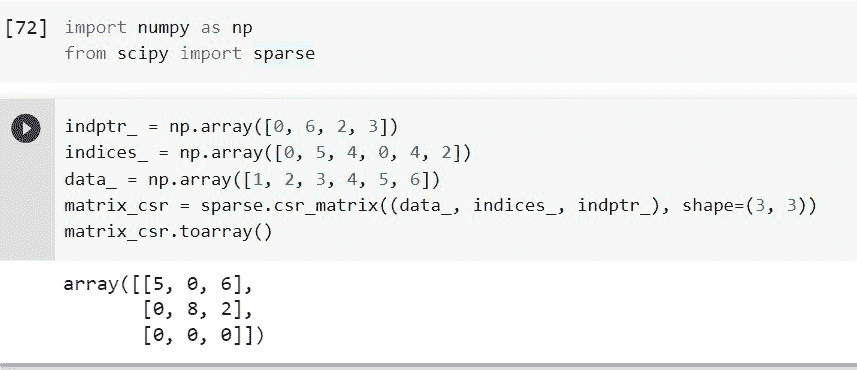 [72] import numpy as np
from scipy import sparse
indptr_ = np.array([0, 6, 2, 3])
indices_ = np.array([0, 5, 4, 0, 4, 2])
data_ = np.array([1, 2, 3, 4, 5, 6])
matrix_csr = sparse.csr_matrix((data_, indices_, indptr_), shape=(3, 3))
matrix_csr.toarray()
array([[5, 0, 6],
[0, 8, 2],
[0, 0, 0]])